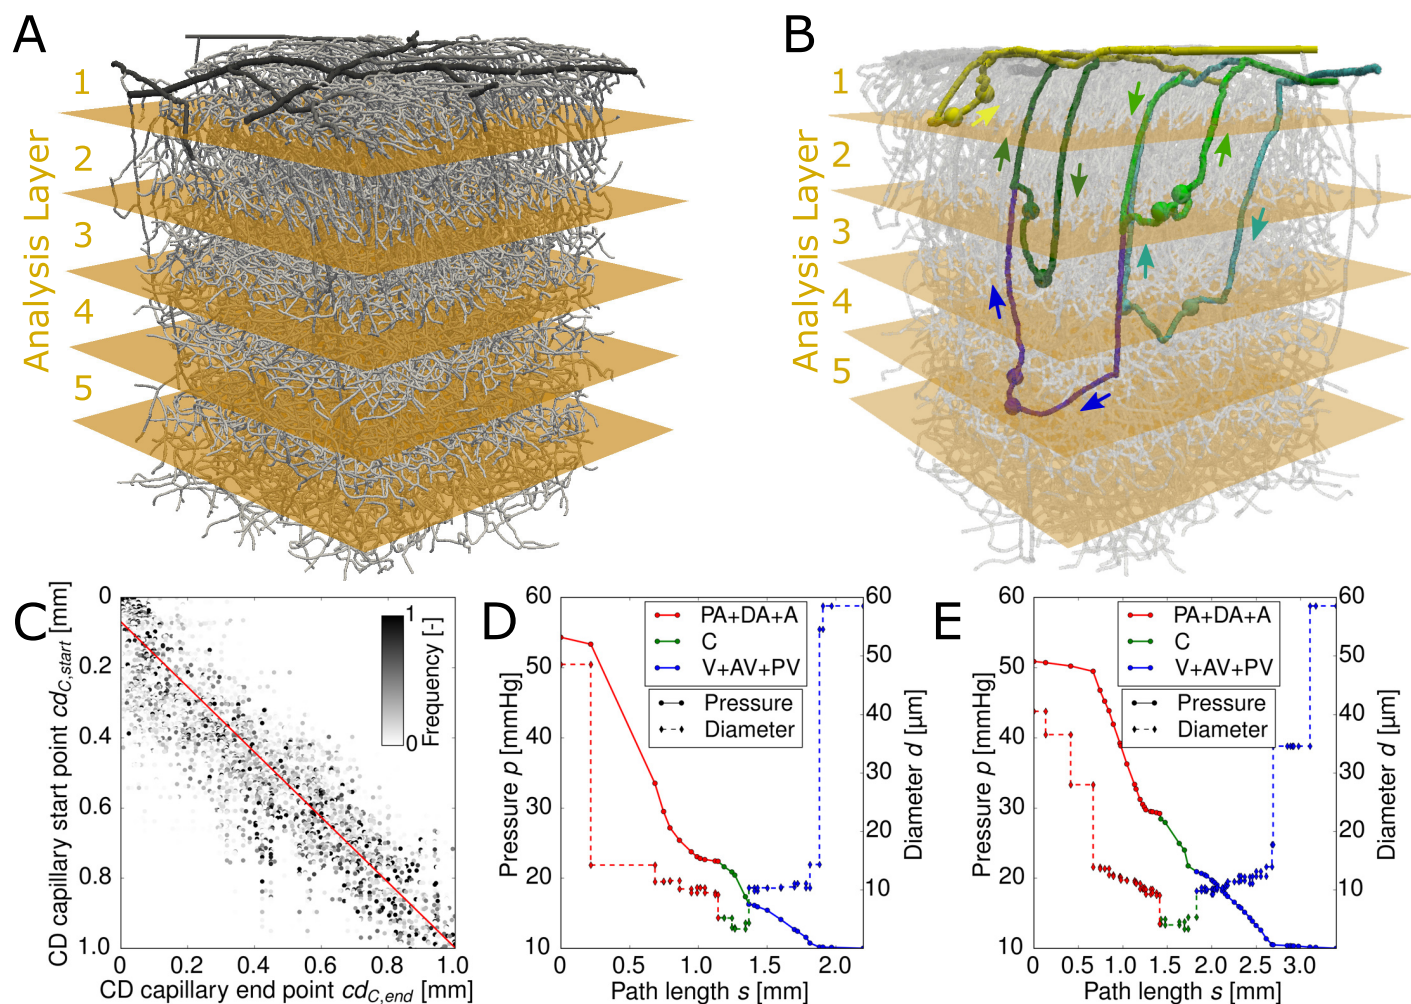 A
B
Analysis Layer
1
2
3
4
5
Analysis Layer
1
2
3
4
5
C
CD capillary start point cd_C,start [mm]
0
0.2
0.4
0.6
0.8
1.0
0
0.2
0.4
0.6
0.8
1.0
CD capillary end point cd_C,end [mm]
1
0
Frequency [-]
D
Pressure p [mmHg]
60
50
40
30
20
10
PA+DA+A
C
V+AV+PV
Pressure
Diameter
60
50
40
30
20
10
Diameter d [µm]
0
0.5
1.0
1.5
2.0
Path length s [mm]
E
Pressure p [mmHg]
60
50
40
30
20
10
PA+DA+A
C
V+AV+PV
Pressure
Diameter
60
50
40
30
20
10
Diameter d [µm]
0
0.5
1.0
1.5
2.0
2.5
3.0
Path length s [mm]